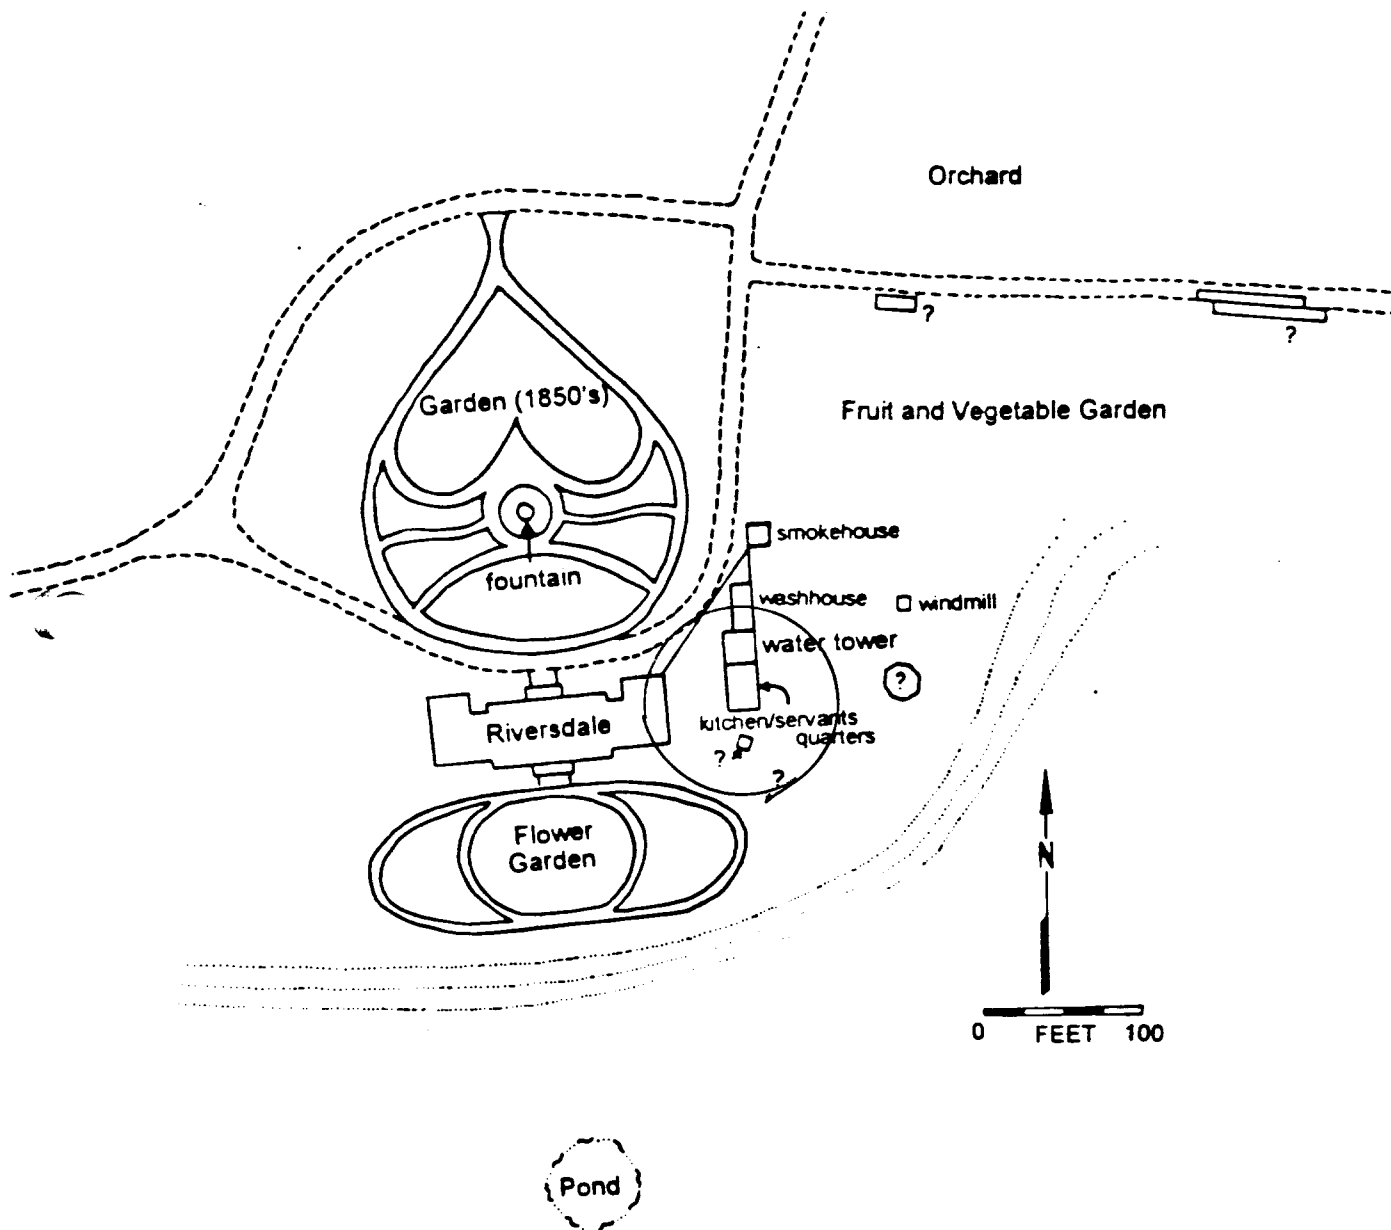 Orchard
?
?
Garden (1850's)
Fruit and Vegetable Garden
smokehouse
fountain
washhouse
windmill
water tower
?
Riversdale
kitchen/servants
quarters
?
?
Flower
Garden
N
0 FEET 100
Pond